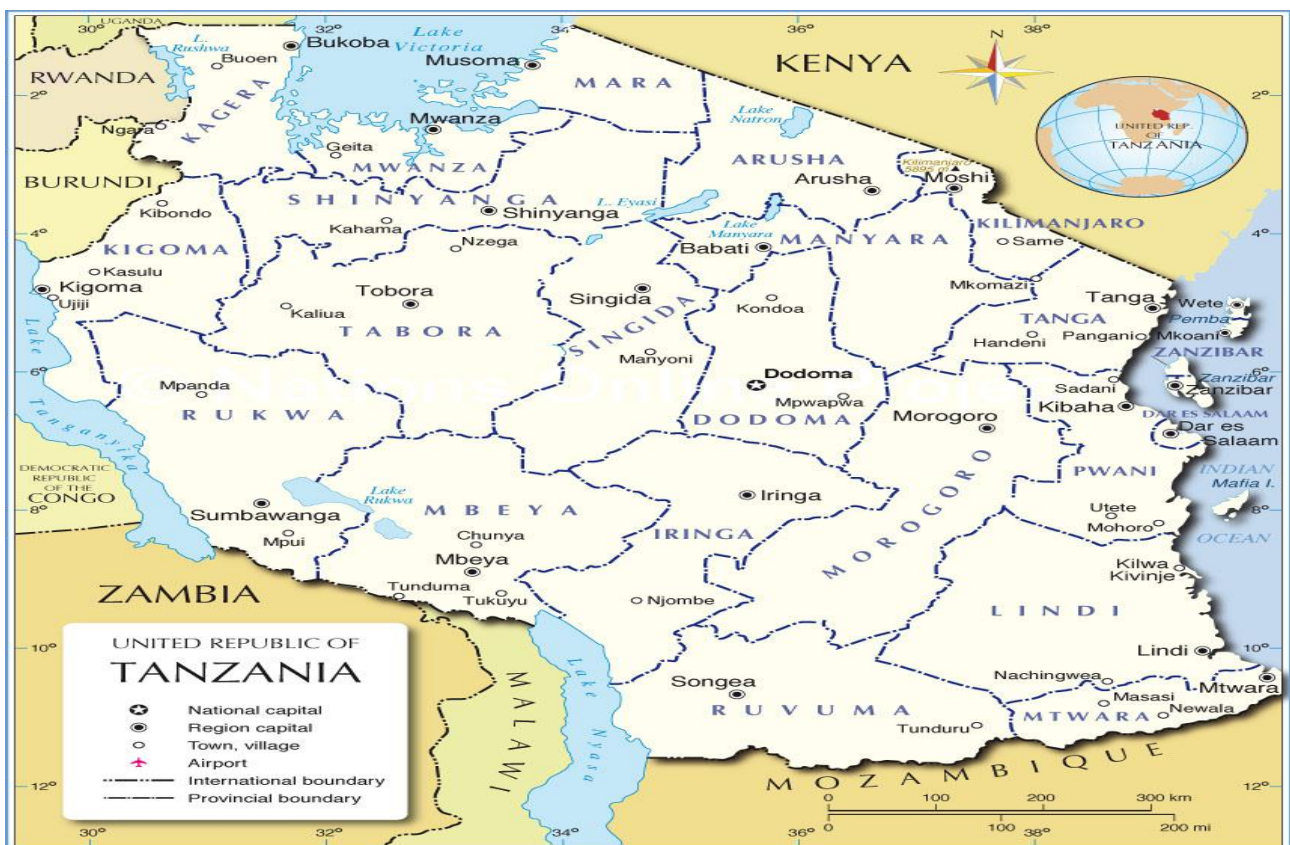 30°
UGANDA
32°
34°
36°
38°
L. Rushwa
Buoen
Bukoba
Lake
Victoria
Musoma
KENYA
N
RWANDA
MARA
2°
2°
KAGERA
Ngara
Mwanza
Lake
Natron
UNITED REP.
OF
TANZANIA
Geita
MWANZA
ARUSHA
Kilimanjaro
5895 m
Arusha
Moshi
BURUNDI
Kibondo
SHINYANGA
Shinyanga
L. Eyasi
Kahama
Nzega
Lake
Manyara
Babati
MANYARA
KILIMANJARO
Same
4°
4°
KIGOMA
Kasulu
Kigoma
Ujiji
Tobora
Kaliua
TABORA
Singida
SINGIDA
Kondoa
Mkomazi
Tanga
TANGA
Handeni
Pangani
Wete
Pemba
Mkoani
ZANZIBAR
Manyoni
Lake Tanganyika
Mpanda
RUKWA
6°
6°
Dodoma
Mpwapwa
DODOMA
Sadani
Kibaha
Zanzibar
Zanzibar
DAR ES SALAAM
Dar es
Salaam
Morogoro
MOROGORO
PWANI
DEMOCRATIC
REPUBLIC
OF THE
CONGO
INDIAN
Mafia I.
Lake
Rukwa
Sumbawanga
Mpui
MBEYA
Iringa
IRINGA
Utete
Mohoro
8°
8°
OCEAN
Chunya
Mbeya
Tunduma
Tukuyu
Njombe
Kilwa
Kivinje
ZAMBIA
LINDI
UNITED REPUBLIC OF
TANZANIA
National capital
Region capital
Town, village
Airport
International boundary
Provincial boundary
10°
10°
MALAWI
Lake Nyasa
Songea
RUVUMA
Lindi
Nachingwea
Mtwara
Masasi
Newala
MTWARA
Tunduru
MOZAMBIQUE
12°
12°
0 100 200 300 km
0 100 200 mi
30°
32°
34°
36°
38°